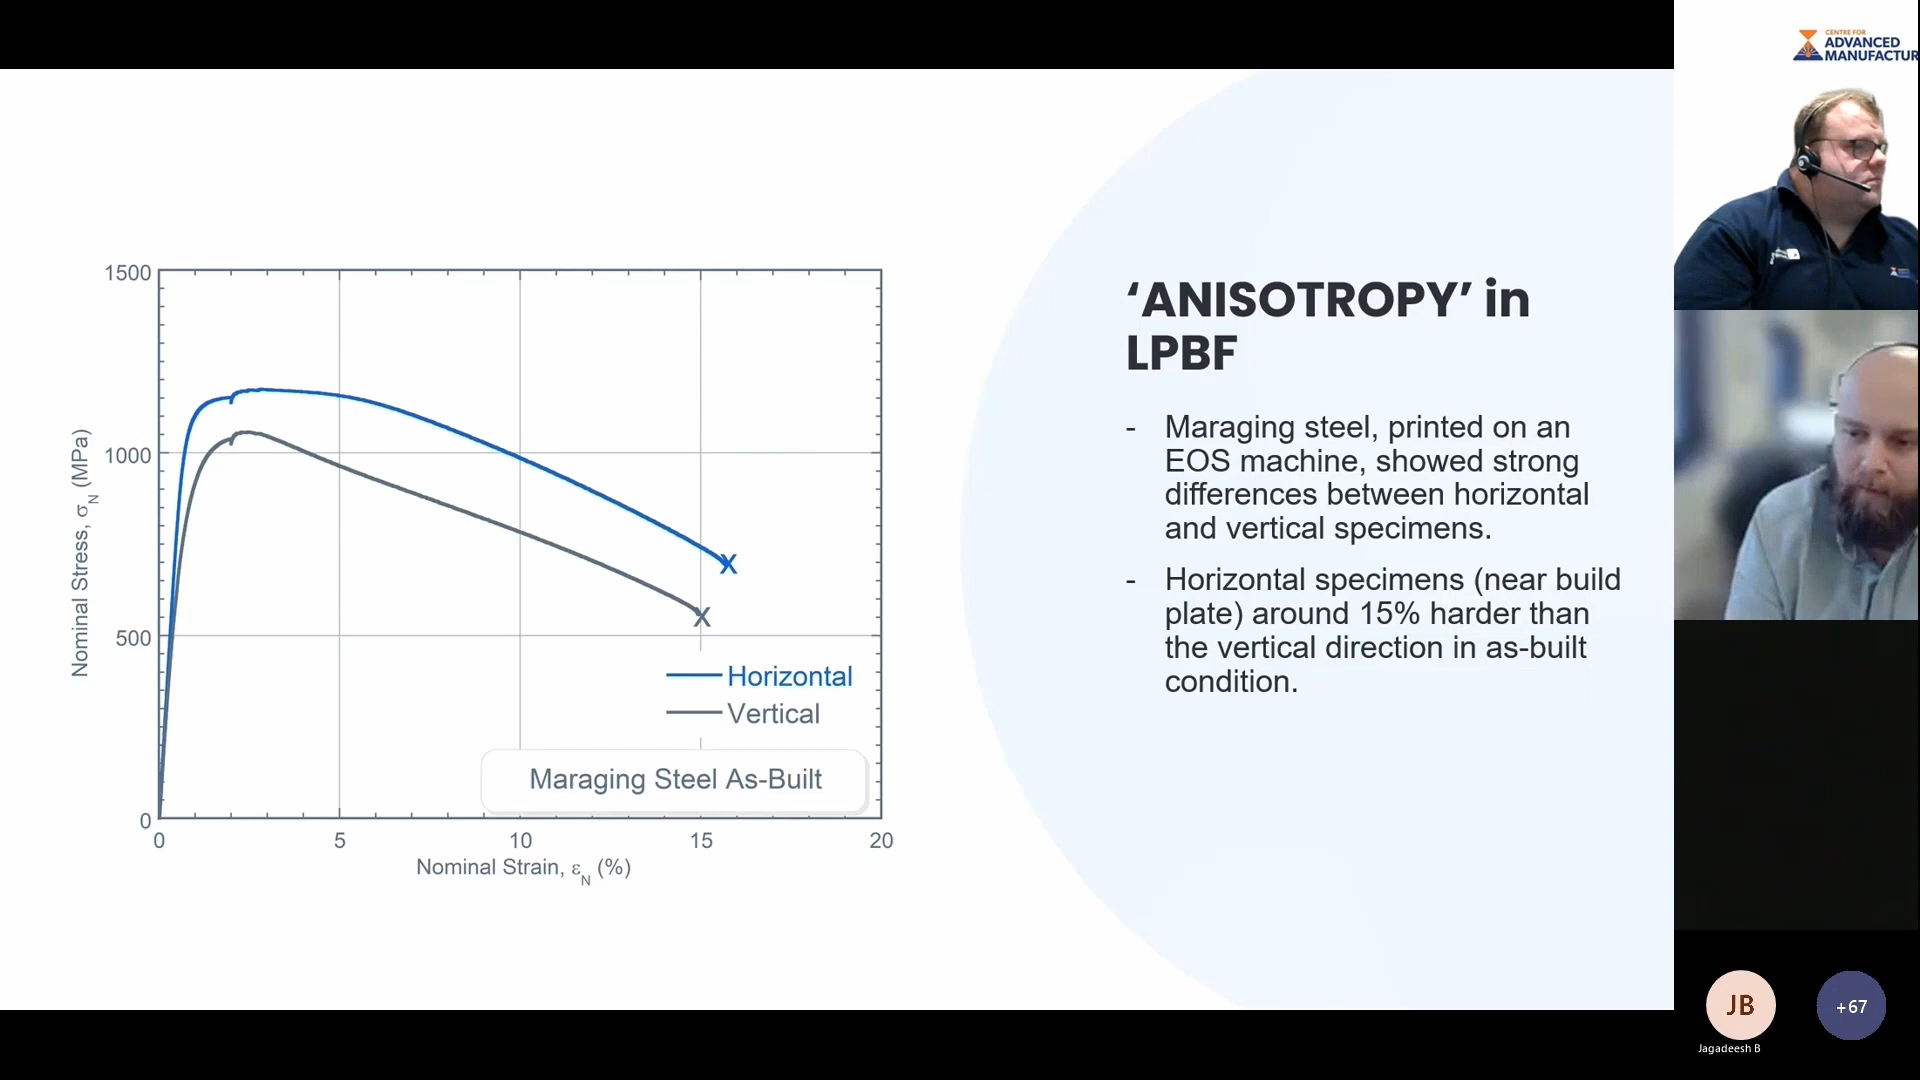 CENTRE FOR
ADVANCED
MANUFACTUR
‘ANISOTROPY’ in
LPBF
- Maraging steel, printed on an
EOS machine, showed strong
differences between horizontal
and vertical specimens.
- Horizontal specimens (near build
plate) around 15% harder than
the vertical direction in as-built
condition.
1500
1000
500
0
Nominal Stress, σN (MPa)
X
X
Horizontal
Vertical
Maraging Steel As-Built
0 5 10 15 20
Nominal Strain, εN (%)
JB
+67
Jagadeesh B